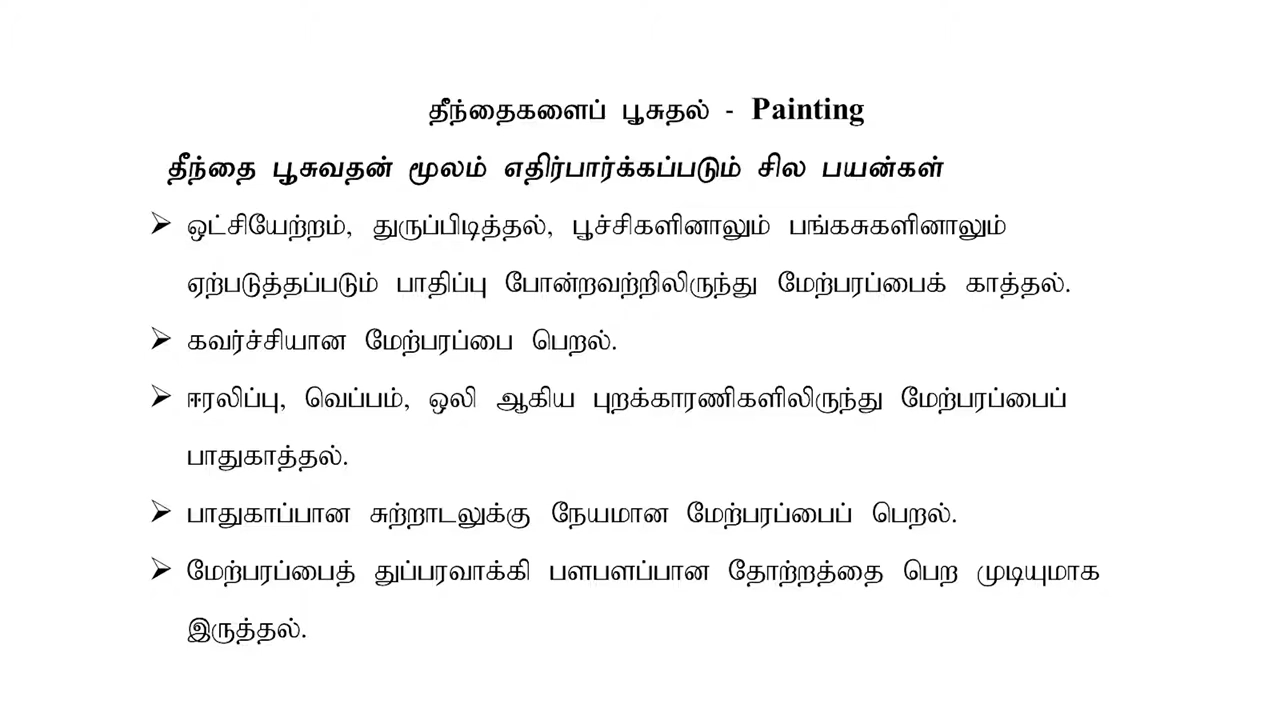 தீந்தைகளைப் பூசுதல் - Painting
தீந்தை பூசுவதன் மூலம் எதிர்பார்க்கப்படும் சில பயன்கள்
➢ ஒட்சியேற்றம், துருப்பிடித்தல், பூச்சிகளினாலும் பங்கசுகளினாலும்
ஏற்படுத்தப்படும் பாதிப்பு போன்றவற்றிலிருந்து மேற்பரப்பைக் காத்தல்.
➢ கவர்ச்சியான மேற்பரப்பை பெறல்.
➢ ஈரலிப்பு, வெப்பம், ஒலி ஆகிய புறக்காரணிகளிலிருந்து மேற்பரப்பைப்
பாதுகாத்தல்.
➢ பாதுகாப்பான சுற்றாடலுக்கு நேயமான மேற்பரப்பைப் பெறல்.
➢ மேற்பரப்பைத் துப்பரவாக்கி பளபளப்பான தோற்றத்தை பெற முடியுமாக
இருத்தல்.